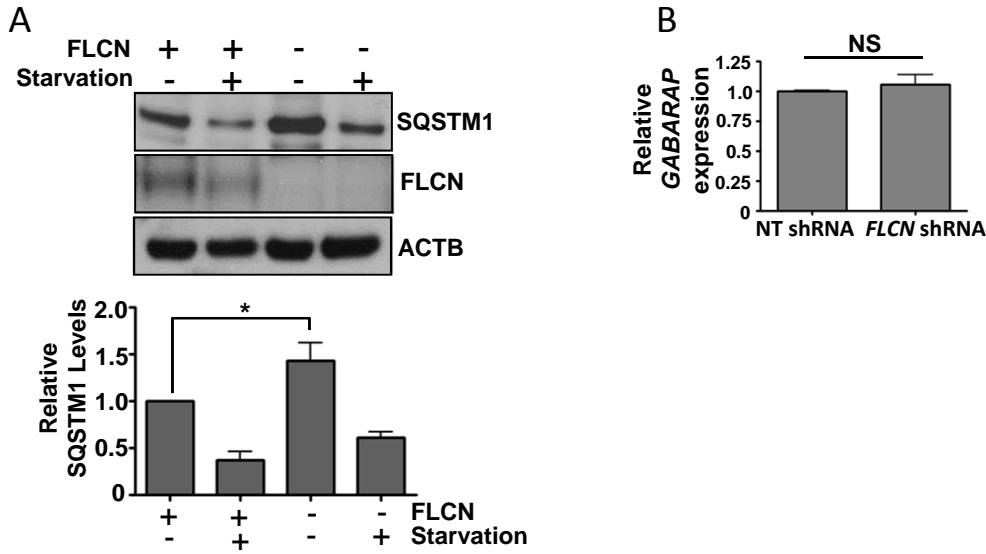 A
FLCN + + - -
Starvation - + - +
SQSTM1
FLCN
ACTB
Relative
SQSTM1 Levels
2.0
1.5
1.0
0.5
0
*
+ + - - FLCN
- + - + Starvation
B
NS
Relative
GABARAP
expression
1.25
1.0
0.75
0.5
0.25
0
NT shRNA FLCN shRNA